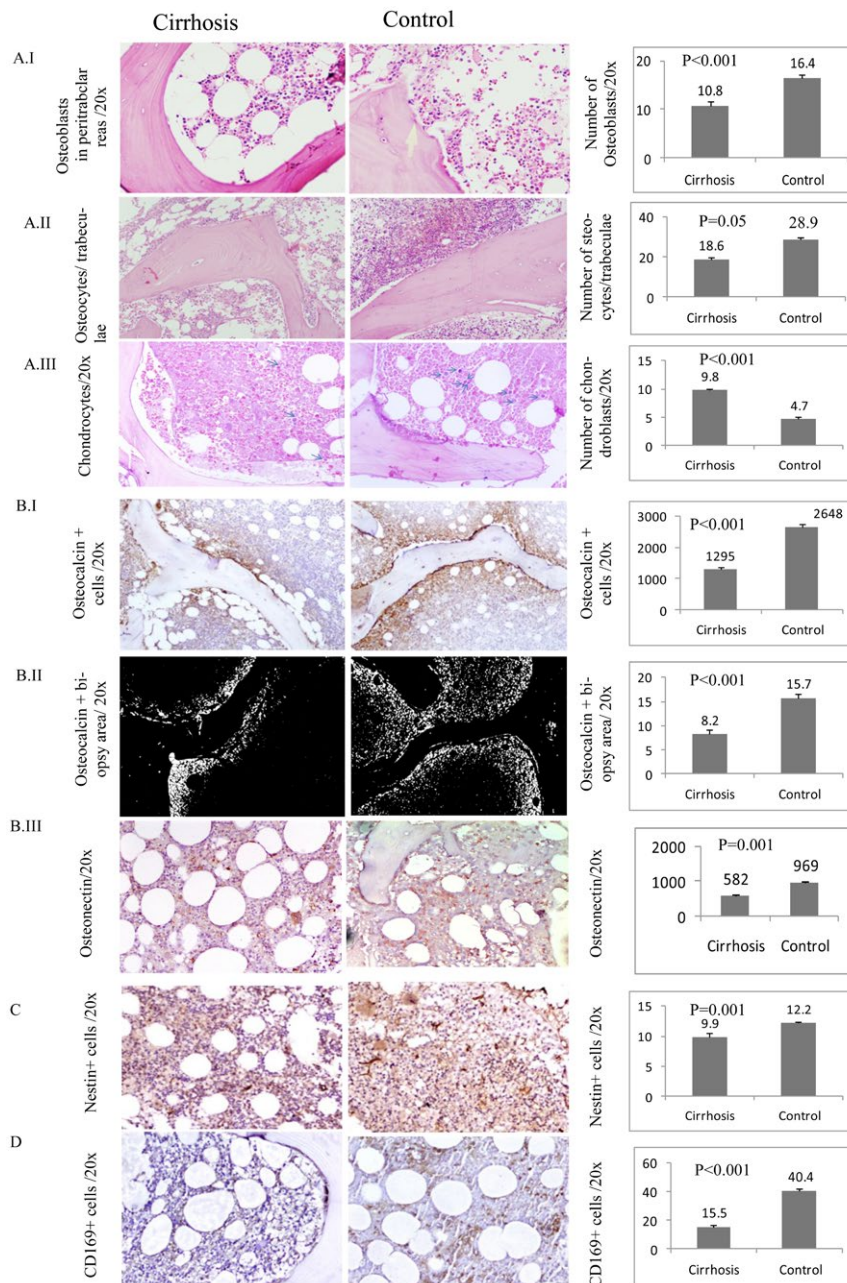 Cirrhosis Control
A.I
Osteoblasts
in peritrabclar
reas /20x
Number of
Osteoblasts/20x
P<0.001
20
10
0
10.8
16.4
Cirrhosis Control
A.II
Osteocytes/ trabecu-
lae
Number of steo-
cytes/trabeculae
P=0.05
40
20
0
18.6
28.9
Cirrhosis Control
A.III
Chondrocytes/20x
Number of chon-
droblasts/20x
P<0.001
15
10
5
0
9.8
4.7
Cirrhosis Control
B.I
Osteocalcin +
cells /20x
Osteocalcin +
cells /20x
P<0.001
3000
2000
1000
0
1295
2648
Cirrhosis Control
B.II
Osteocalcin + bi-
opsy area/ 20x
Osteocalcin + bi-
opsy area/ 20x
P<0.001
20
15
10
5
0
8.2
15.7
Cirrhosis Control
B.III
Osteonectin/20x
Osteonectin/20x
P=0.001
2000
1000
0
582
969
Cirrhosis Control
C
Nestin+ cells /20x
Nestin+ cells /20x
P=0.001
15
10
5
0
9.9
12.2
Cirrhosis Control
D
CD169+ cells /20x
CD169+ cells /20x
P<0.001
60
40
20
0
15.5
40.4
Cirrhosis Control